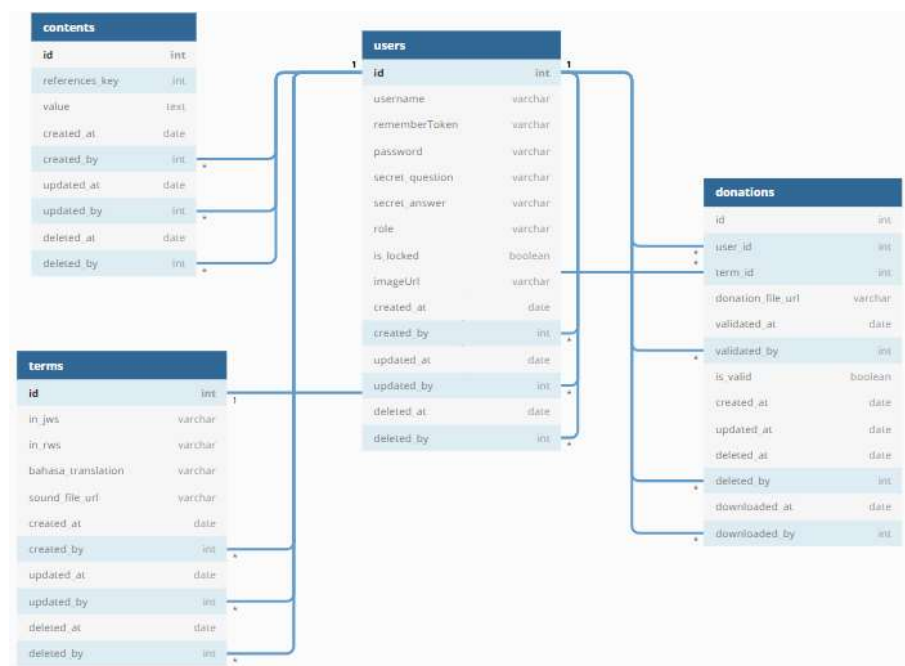 contents
id int
references_key int
value text
created_at date
created_by int
updated_at date
updated_by int
deleted_at date
deleted_by int
users
1 id int 1
username varchar
rememberToken varchar
password varchar
secret_question varchar
secret_answer varchar
role varchar
is_locked boolean
imageUrl varchar
created_at date
created_by int
updated_at date
updated_by int
deleted_at date
deleted_by int
donations
id int
user_id int
term_id int
donation_file_url varchar
validated_at date
validated_by int
is_valid boolean
created_at date
updated_at date
deleted_at date
deleted_by int
downloaded_at date
downloaded_by int
terms
id int 1
in_jws varchar
in_rws varchar
bahasa_translation varchar
sound_file_url varchar
created_at date
created_by int
updated_at date
updated_by int
deleted_at date
deleted_by int